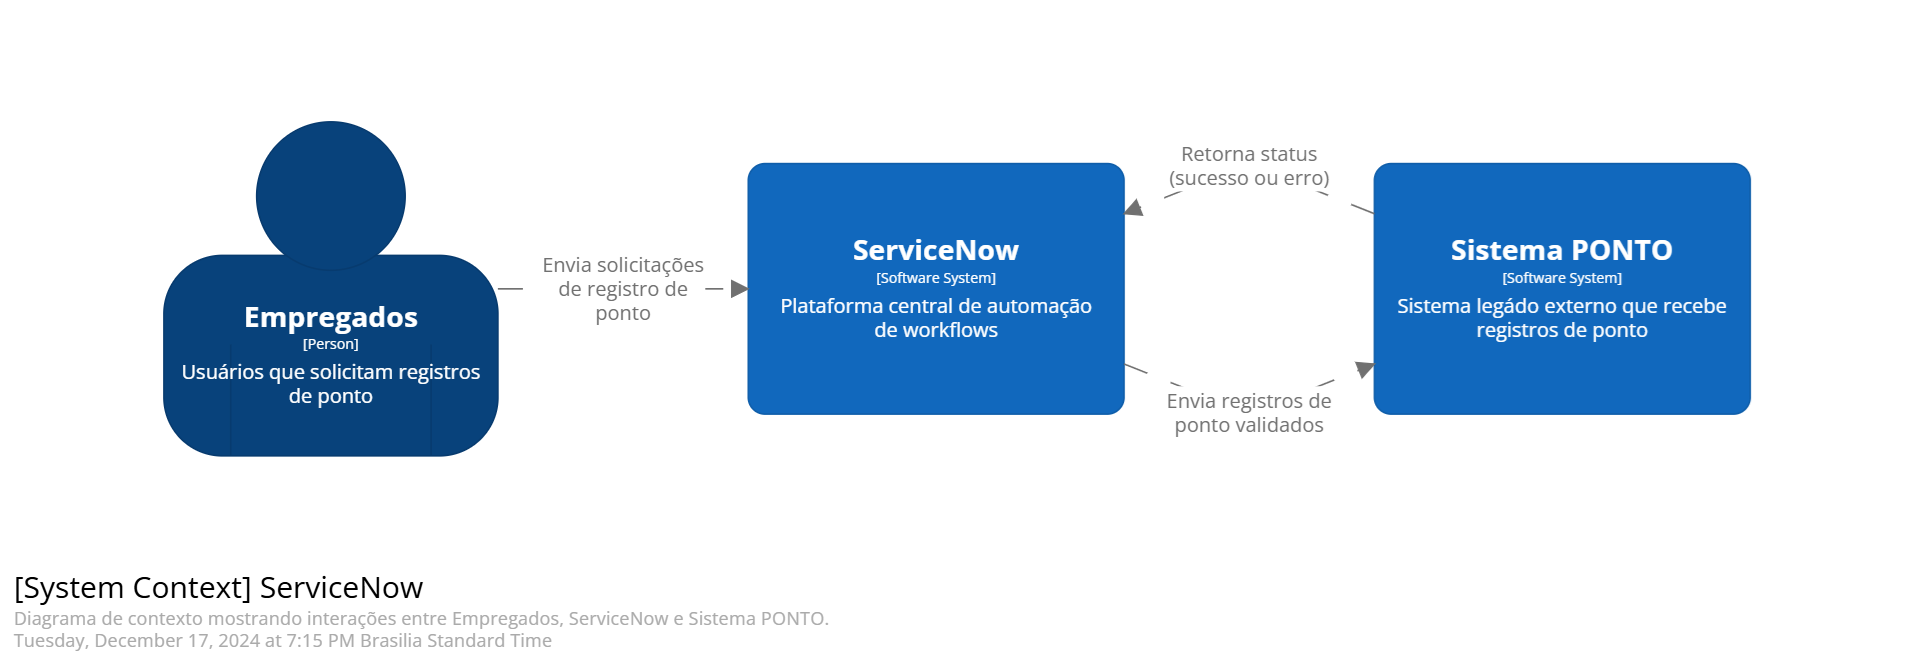 Empregados
[Person]
Usuários que solicitam registros
de ponto
Envia solicitações
de registro de
ponto
ServiceNow
[Software System]
Plataforma central de automação
de workflows
Retorna status
(sucesso ou erro)
Envia registros de
ponto validados
Sistema PONTO
[Software System]
Sistema legádo externo que recebe
registros de ponto
[System Context] ServiceNow
Diagrama de contexto mostrando interações entre Empregados, ServiceNow e Sistema PONTO.
Tuesday, December 17, 2024 at 7:15 PM Brasilia Standard Time